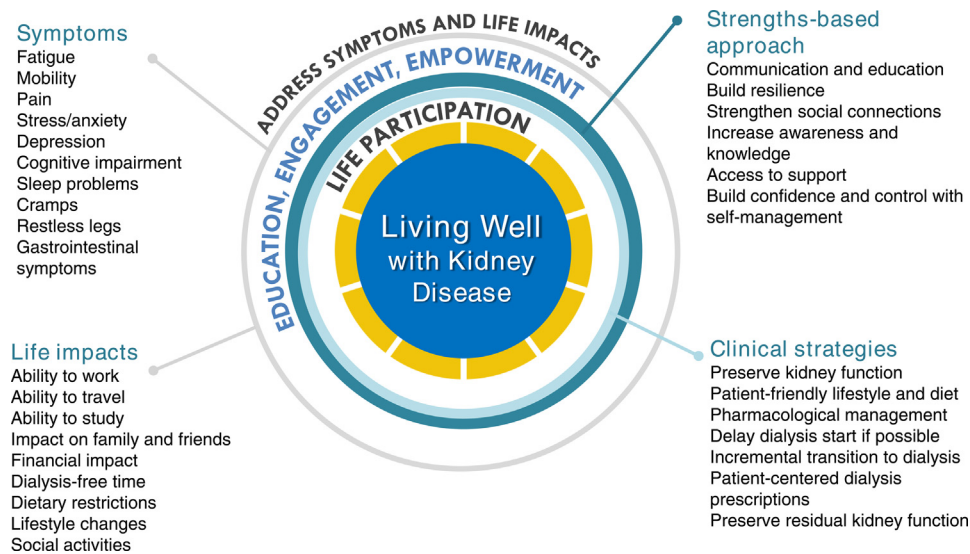 Symptoms
Fatigue
Mobility
Pain
Stress/anxiety
Depression
Cognitive impairment
Sleep problems
Cramps
Restless legs
Gastrointestinal
symptoms
Life impacts
Ability to work
Ability to travel
Ability to study
Impact on family and friends
Financial impact
Dialysis-free time
Dietary restrictions
Lifestyle changes
Social activities
ADDRESS SYMPTOMS AND LIFE IMPACTS
EDUCATION, ENGAGEMENT, EMPOWERMENT
LIFE PARTICIPATION
Living Well
with Kidney
Disease
Strengths-based
approach
Communication and education
Build resilience
Strengthen social connections
Increase awareness and
knowledge
Access to support
Build confidence and control with
self-management
Clinical strategies
Preserve kidney function
Patient-friendly lifestyle and diet
Pharmacological management
Delay dialysis start if possible
Incremental transition to dialysis
Patient-centered dialysis
prescriptions
Preserve residual kidney function